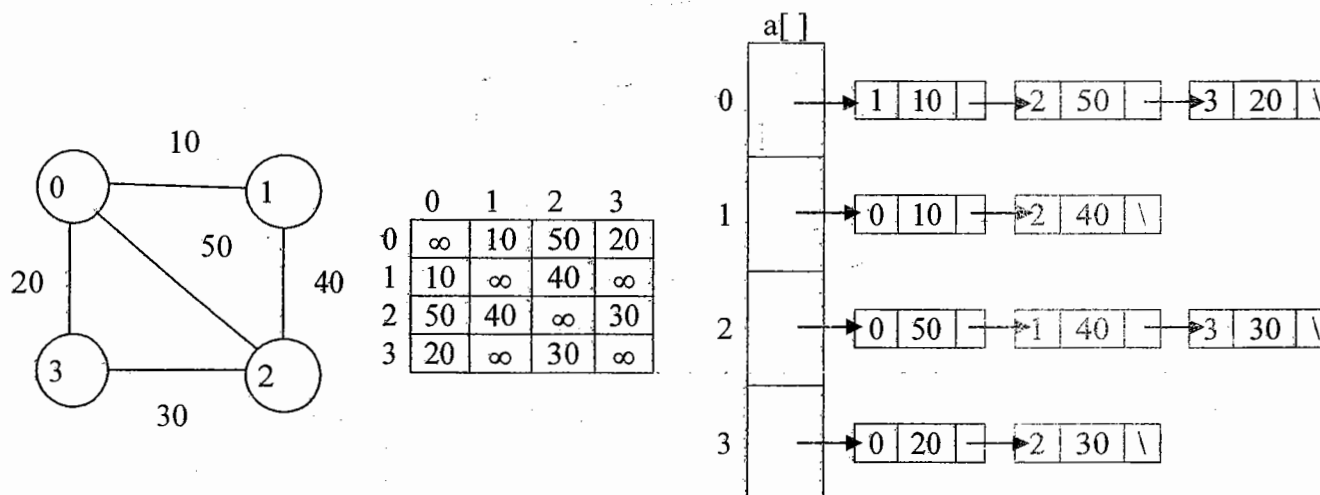 a[ ]
0 1 10 2 50 3 20 \
1 0 10 2 40 \
2 0 50 1 40 3 30 \
3 0 20 2 30 \
10
0 1
50
20 40
3 2
30
0 1 2 3
0 ∞ 10 50 20
1 10 ∞ 40 ∞
2 50 40 ∞ 30
3 20 ∞ 30 ∞